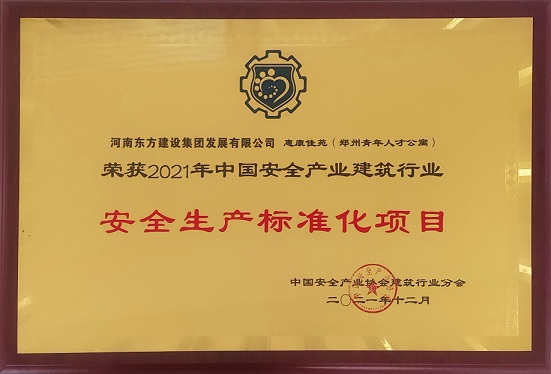 河南东方建设集团发展有限公司 惠康佳苑（郑州青年人才公寓）
荣获2021年中国安全产业建筑行业
安全生产标准化项目
中国安全产业协会建筑行业分会
二〇二一年十二月